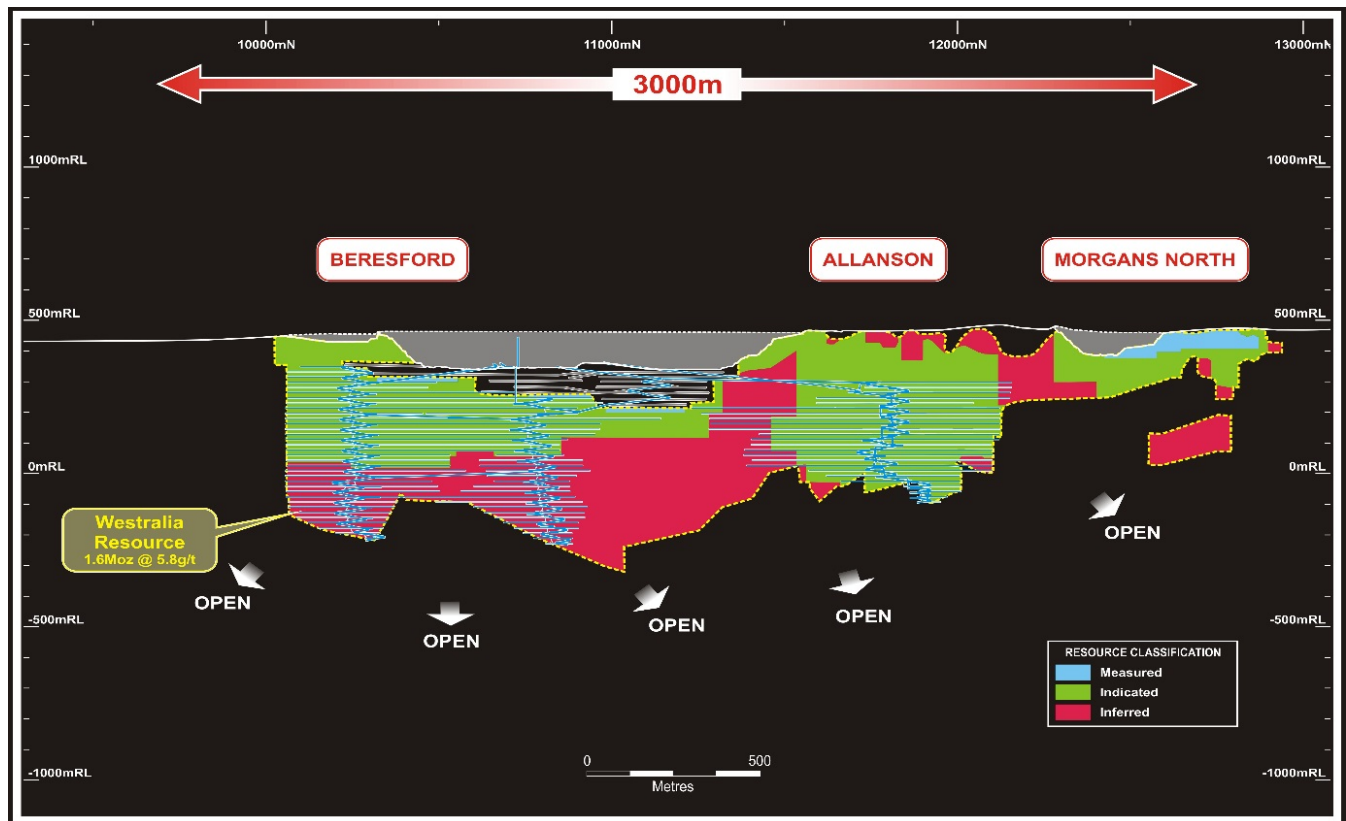 10000mN
11000mN
12000mN
13000mN
3000m
1000mRL
1000mRL
BERESFORD
ALLANSON
MORGANS NORTH
500mRL
500mRL
0mRL
0mRL
Westralia
Resource
1.6Moz @ 5.8g/t
OPEN
OPEN
OPEN
OPEN
OPEN
-500mRL
-500mRL
RESOURCE CLASSIFICATION
Measured
Indicated
Inferred
0
500
Metres
-1000mRL
-1000mRL